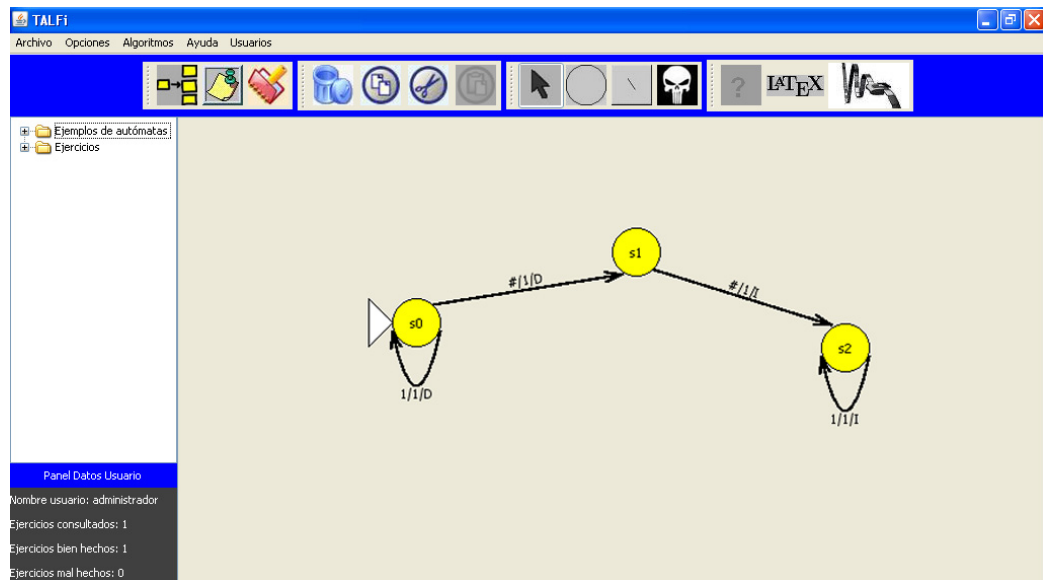 TALFi
Archivo Opciones Algoritmos Ayuda Usuarios
? LATEX
Ejemplos de autómatas
Ejercicios
s1
#/1/D
#/1/I
s0
s2
1/1/D
1/1/I
Panel Datos Usuario
Nombre usuario: administrador
Ejercicios consultados: 1
Ejercicios bien hechos: 1
Ejercicios mal hechos: 0